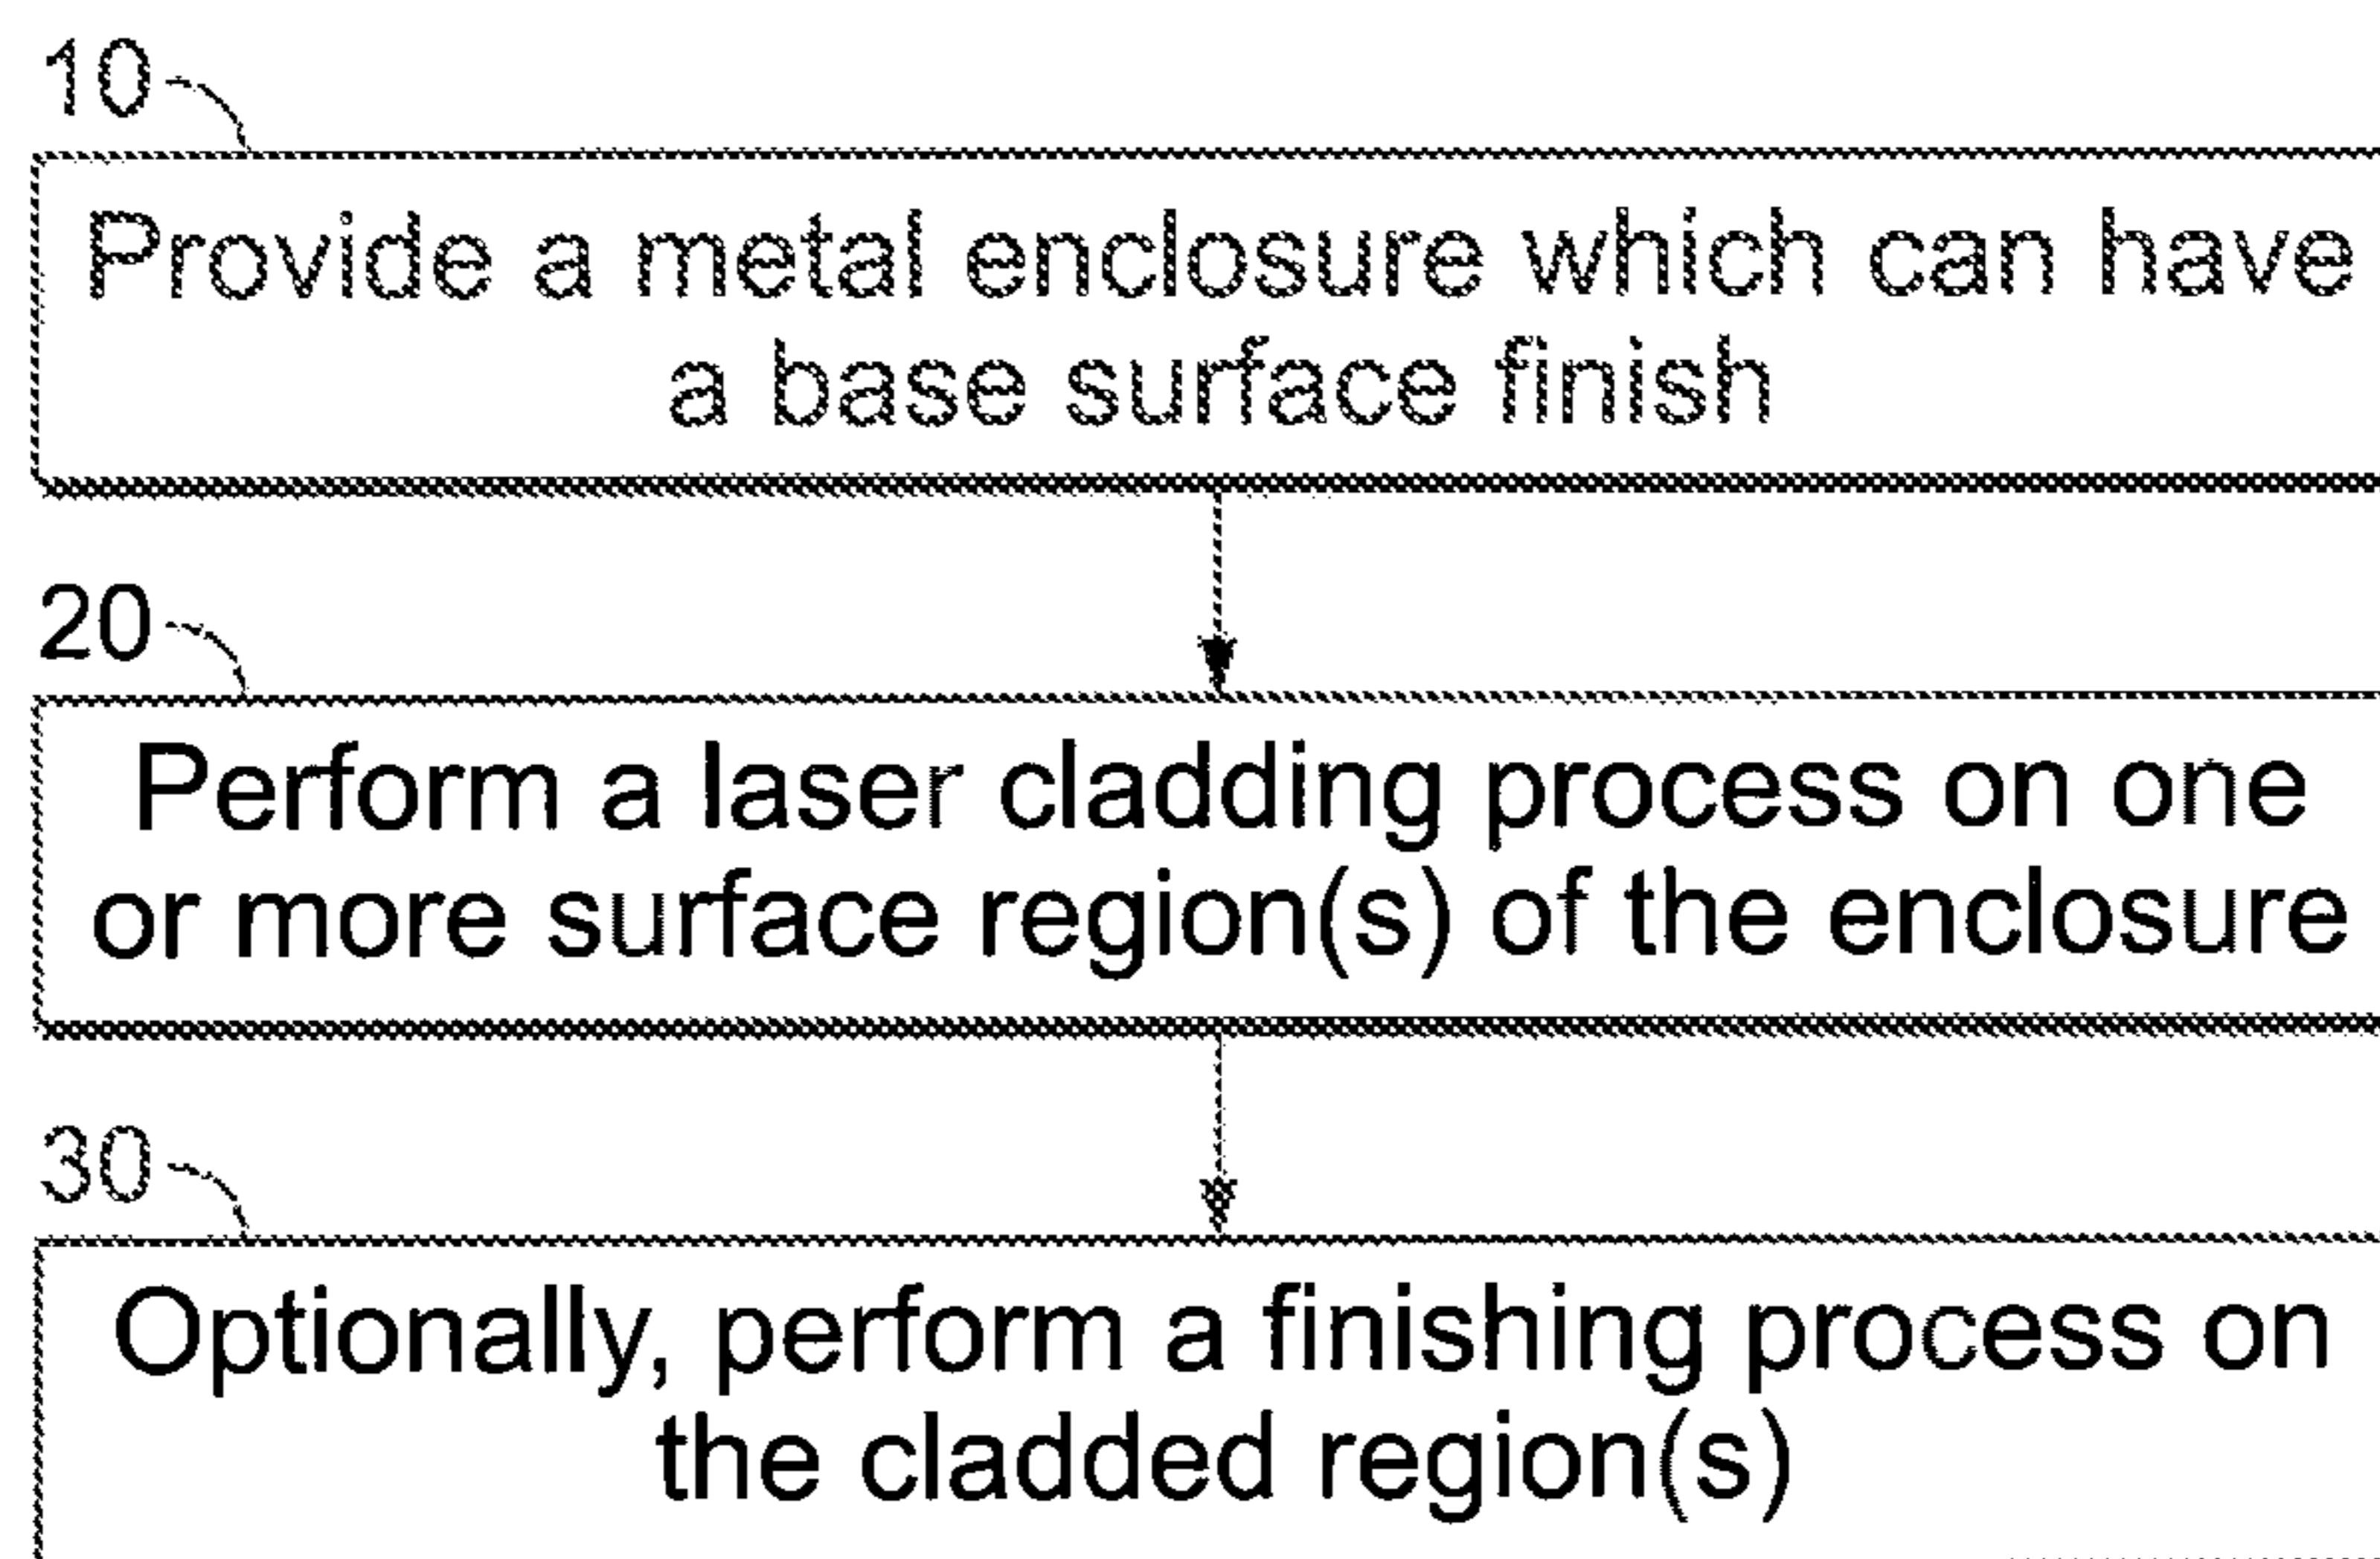 10
Provide a metal enclosure which can have
a base surface finish
20
Perform a laser cladding process on one
or more surface region(s) of the enclosure
30
Optionally, perform a finishing process on
the cladded region(s)